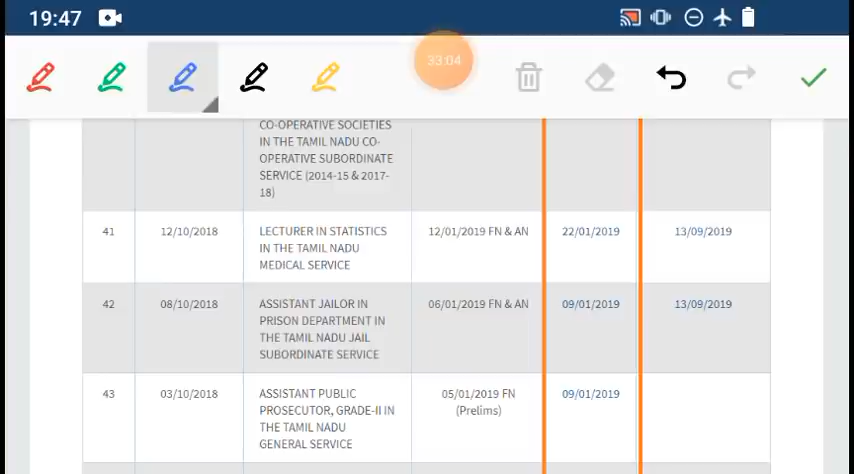 19:47
33:04
CO-OPERATIVE SOCIETIES
IN THE TAMIL NADU CO-
OPERATIVE SUBORDINATE
SERVICE (2014-15 & 2017-
18)
41 12/10/2018 LECTURER IN STATISTICS 12/01/2019 FN & AN 22/01/2019 13/09/2019
IN THE TAMIL NADU
MEDICAL SERVICE
42 08/10/2018 ASSISTANT JAILOR IN 06/01/2019 FN & AN 09/01/2019 13/09/2019
PRISON DEPARTMENT IN
THE TAMIL NADU JAIL
SUBORDINATE SERVICE
43 03/10/2018 ASSISTANT PUBLIC 05/01/2019 FN 09/01/2019
PROSECUTOR, GRADE-II IN (Prelims)
THE TAMIL NADU
GENERAL SERVICE